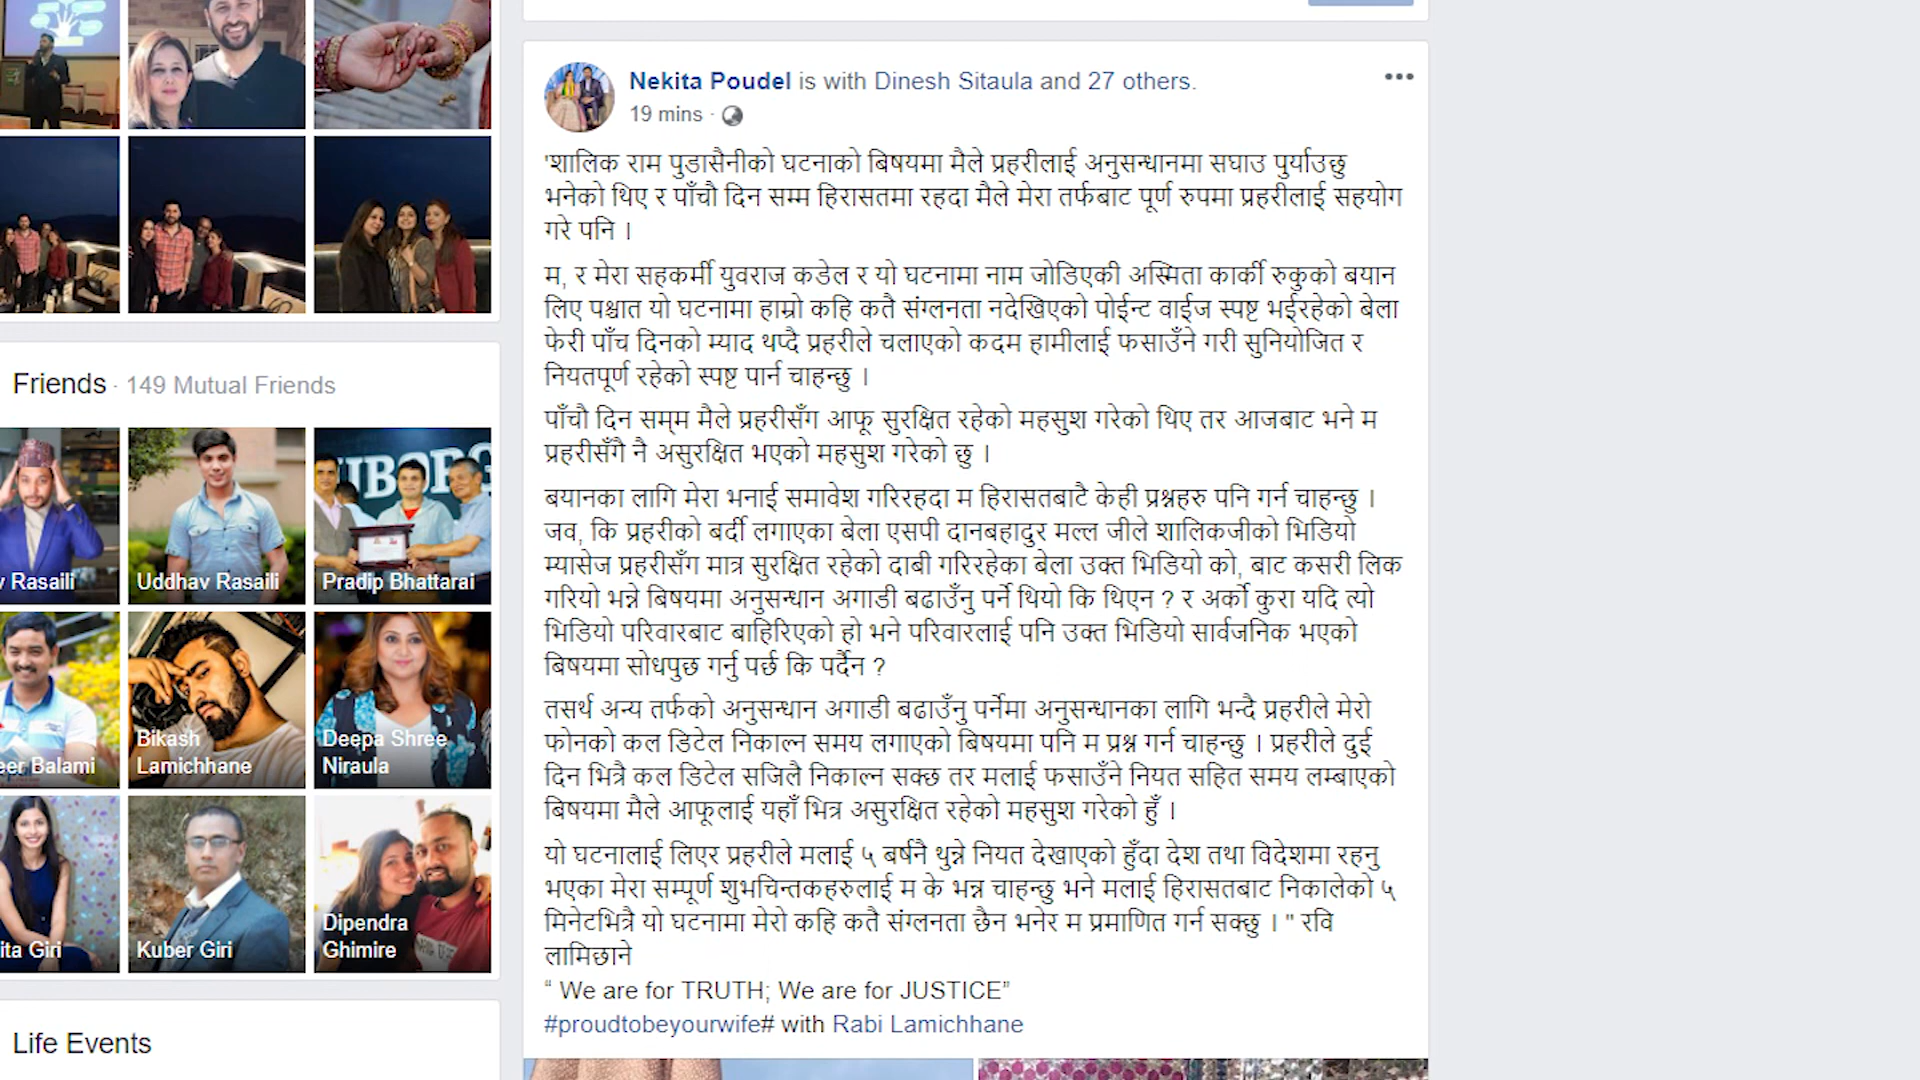 Friends · 149 Mutual Friends
v Rasaili
Uddhav Rasaili
Pradip Bhattarai
eer Balami
Bikash
Lamichhane
Deepa Shree
Niraula
ita Giri
Kuber Giri
Dipendra
Ghimire
Life Events
Nekita Poudel is with Dinesh Sitaula and 27 others.
19 mins ·
'शालिक राम पुडासैनीको घटनाको बिषयमा मैले प्रहरीलाई अनुसन्धानमा सघाउ पुर्याउछु
भनेको थिए र पाँचौ दिन सम्म हिरासतमा रहदा मैले मेरा तर्फबाट पूर्ण रुपमा प्रहरीलाई सहयोग
गरे पनि ।
म, र मेरा सहकर्मी युवराज कडेल र यो घटनामा नाम जोडिएकी अस्मिता कार्की रुकुको बयान
लिए पश्चात यो घटनामा हाम्रो कहि कतै संग्लनता नदेखिएको पोईन्ट वाईज स्पष्ट भईरहेको बेला
फेरी पाँच दिनको म्याद थप्दै प्रहरीले चलाएको कदम हामीलाई फसाउँने गरी सुनियोजित र
नियतपूर्ण रहेको स्पष्ट पार्न चाहन्छु ।
पाँचौ दिन सम्म मैले प्रहरीसँग आफू सुरक्षित रहेको महसुश गरेको थिए तर आजबाट भने म
प्रहरीसँगै नै असुरक्षित भएको महसुश गरेको छु ।
बयानका लागि मेरा भनाई समावेश गरिरहदा म हिरासतबाटै केही प्रश्नहरु पनि गर्न चाहन्छु ।
जव, कि प्रहरीको बर्दी लगाएका बेला एसपी दानबहादुर मल्ल जीले शालिकजीको भिडियो
म्यासेज प्रहरीसँग मात्र सुरक्षित रहेको दाबी गरिरहेका बेला उक्त भिडियो को, बाट कसरी लिक
गरियो भन्ने बिषयमा अनुसन्धान अगाडी बढाउँनु पर्ने थियो कि थिएन ? र अर्को कुरा यदि त्यो
भिडियो परिवारबाट बाहिरिएको हो भने परिवारलाई पनि उक्त भिडियो सार्वजनिक भएको
बिषयमा सोधपुछ गर्नु पर्छ कि पर्दैन ?
तसर्थ अन्य तर्फको अनुसन्धान अगाडी बढाउँनु पर्नेमा अनुसन्धानका लागि भन्दै प्रहरीले मेरो
फोनको कल डिटेल निकाल्न समय लगाएको बिषयमा पनि म प्रश्न गर्न चाहन्छु । प्रहरीले दुई
दिन भित्रै कल डिटेल सजिलै निकाल्न सक्छ तर मलाई फसाउँने नियत सहित समय लम्बाएको
बिषयमा मैले आफूलाई यहाँ भित्र असुरक्षित रहेको महसुश गरेको हुँ ।
यो घटनालाई लिएर प्रहरीले मलाई ५ बर्षनै थुन्ने नियत देखाएको हुँदा देश तथा विदेशमा रहनु
भएका मेरा सम्पूर्ण शुभचिन्तकहरुलाई म के भन्न चाहन्छु भने मलाई हिरासतबाट निकालेको ५
मिनेटभित्रै यो घटनामा मेरो कहि कतै संग्लनता छैन भनेर म प्रमाणित गर्न सक्छु । " रवि
लामिछाने
“ We are for TRUTH; We are for JUSTICE”
#proudtobeyourwife# with Rabi Lamichhane